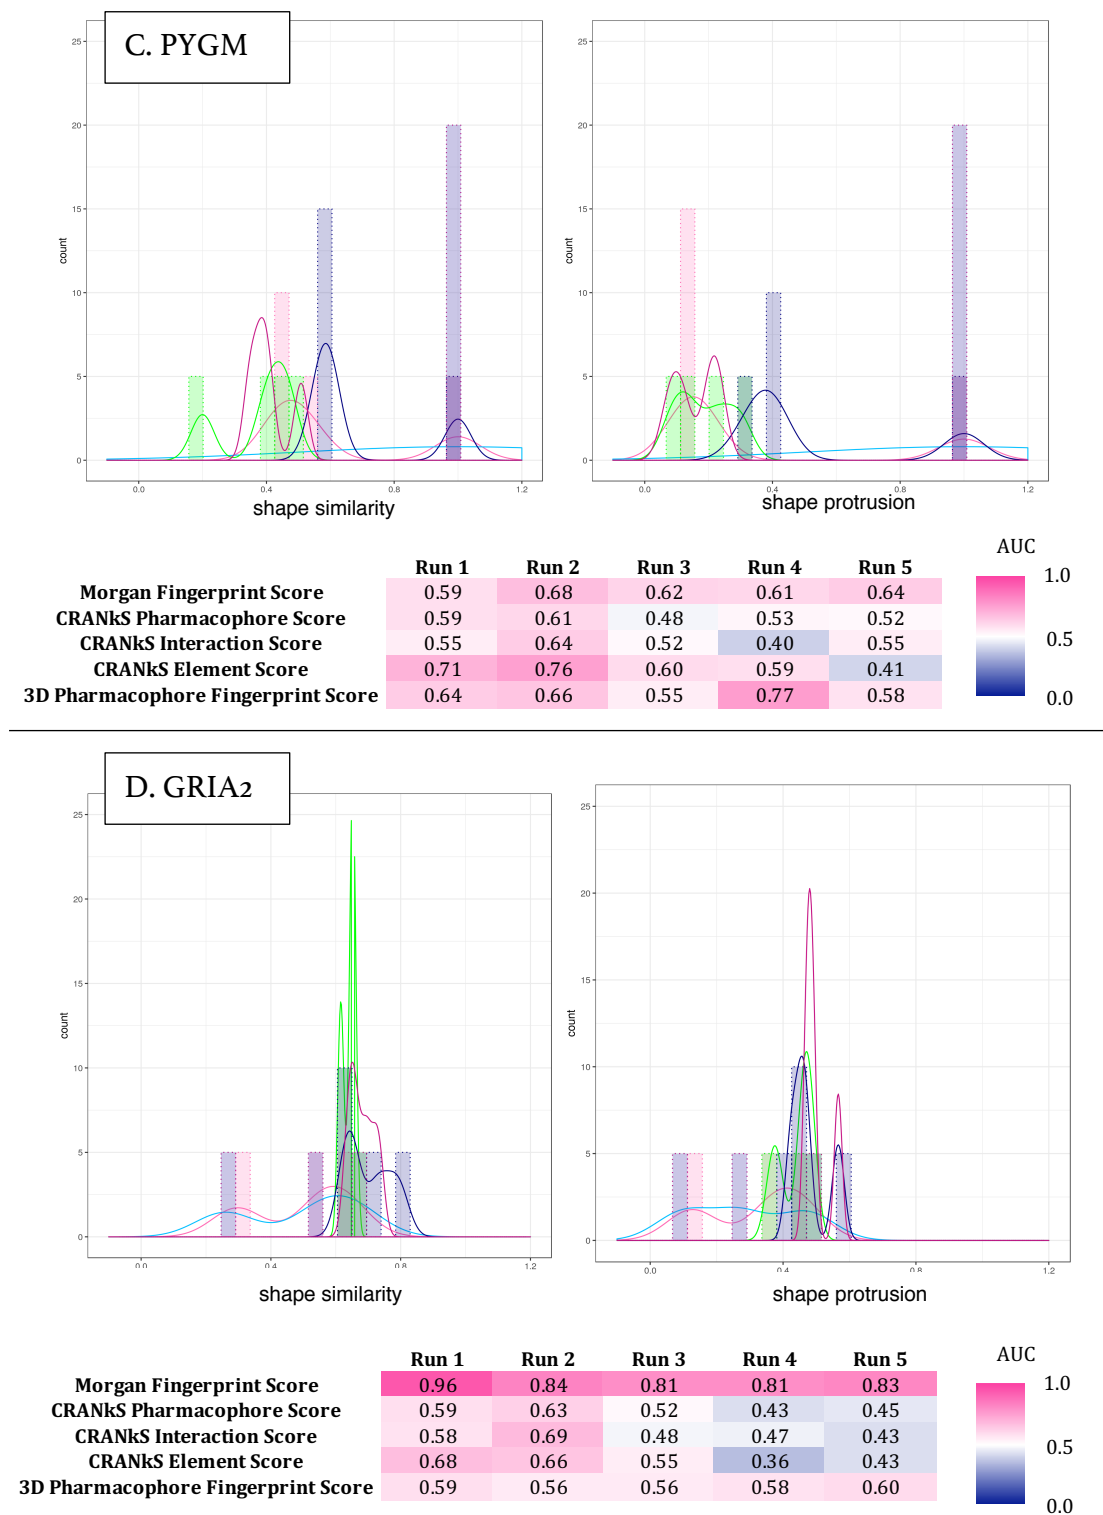 C. PYGM
25
20
15
10
5
0
count
0.0 0.4 0.8 1.2
shape similarity
25
20
15
10
5
0
count
0.0 0.4 0.8 1.2
shape protrusion
AUC
Run 1 Run 2 Run 3 Run 4 Run 5
Morgan Fingerprint Score 0.59 0.68 0.62 0.61 0.64
CRANkS Pharmacophore Score 0.59 0.61 0.48 0.53 0.52
CRANkS Interaction Score 0.55 0.64 0.52 0.40 0.55
CRANkS Element Score 0.71 0.76 0.60 0.59 0.41
3D Pharmacophore Fingerprint Score 0.64 0.66 0.55 0.77 0.58
1.0
0.5
0.0
D. GRIA2
25
20
15
10
5
0
count
0.0 0.4 0.8 1.2
shape similarity
25
20
15
10
5
0
count
0.0 0.4 0.8 1.2
shape protrusion
AUC
Run 1 Run 2 Run 3 Run 4 Run 5
Morgan Fingerprint Score 0.96 0.84 0.81 0.81 0.83
CRANkS Pharmacophore Score 0.59 0.63 0.52 0.43 0.45
CRANkS Interaction Score 0.58 0.69 0.48 0.47 0.43
CRANkS Element Score 0.68 0.66 0.55 0.36 0.43
3D Pharmacophore Fingerprint Score 0.59 0.56 0.56 0.58 0.60
1.0
0.5
0.0